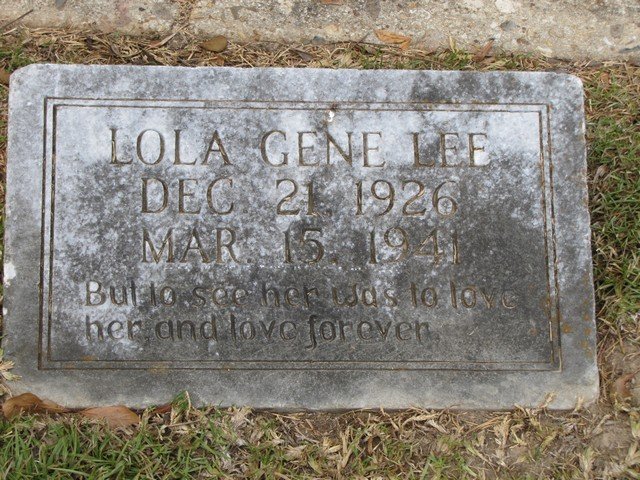 LOLA GENE LEE
DEC. 21, 1926
MAR. 15, 1941
But to see her was to love
her, and love forever.